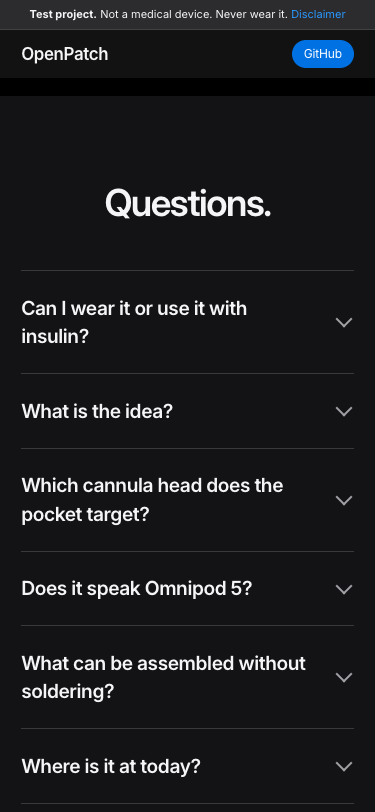 Test project. Not a medical device. Never wear it. Disclaimer
OpenPatch
GitHub
Questions.
Can I wear it or use it with
insulin?
What is the idea?
Which cannula head does the
pocket target?
Does it speak Omnipod 5?
What can be assembled without
soldering?
Where is it at today?